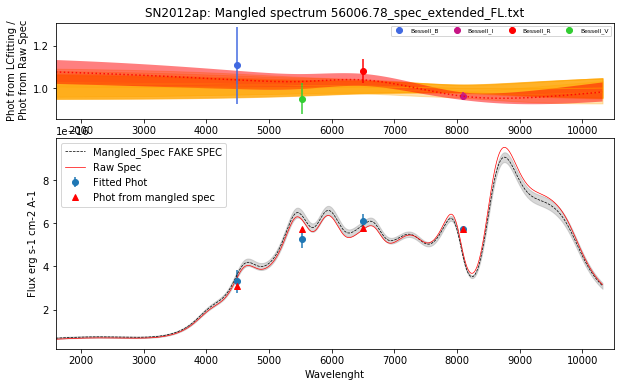 SN2012ap: Mangled spectrum 56006.78_spec_extended_FL.txt
Phot from LCfitting /
Phot from Raw Spec
1.2
1.0
Bessell_B
Bessell_I
Bessell_R
Bessell_V
2000 3000 4000 5000 6000 7000 8000 9000 10000
1e−16
Flux erg s-1 cm-2 A-1
8
6
4
2
Mangled_Spec FAKE SPEC
Raw Spec
Fitted Phot
Phot from mangled spec
2000 3000 4000 5000 6000 7000 8000 9000 10000
Wavelenght